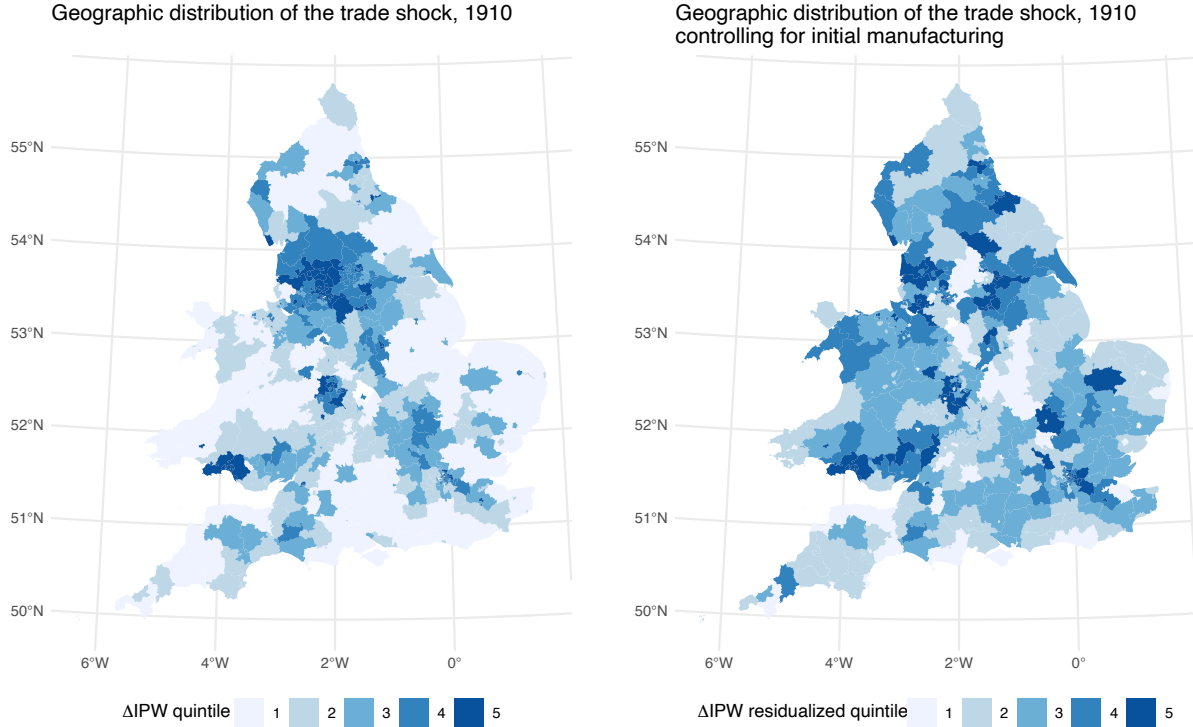 Geographic distribution of the trade shock, 1910
55°N
54°N
53°N
52°N
51°N
50°N
6°W
4°W
2°W
0°
ΔIPW quintile 1 2 3 4 5
Geographic distribution of the trade shock, 1910
controlling for initial manufacturing
55°N
54°N
53°N
52°N
51°N
50°N
6°W
4°W
2°W
0°
ΔIPW residualized quintile 1 2 3 4 5